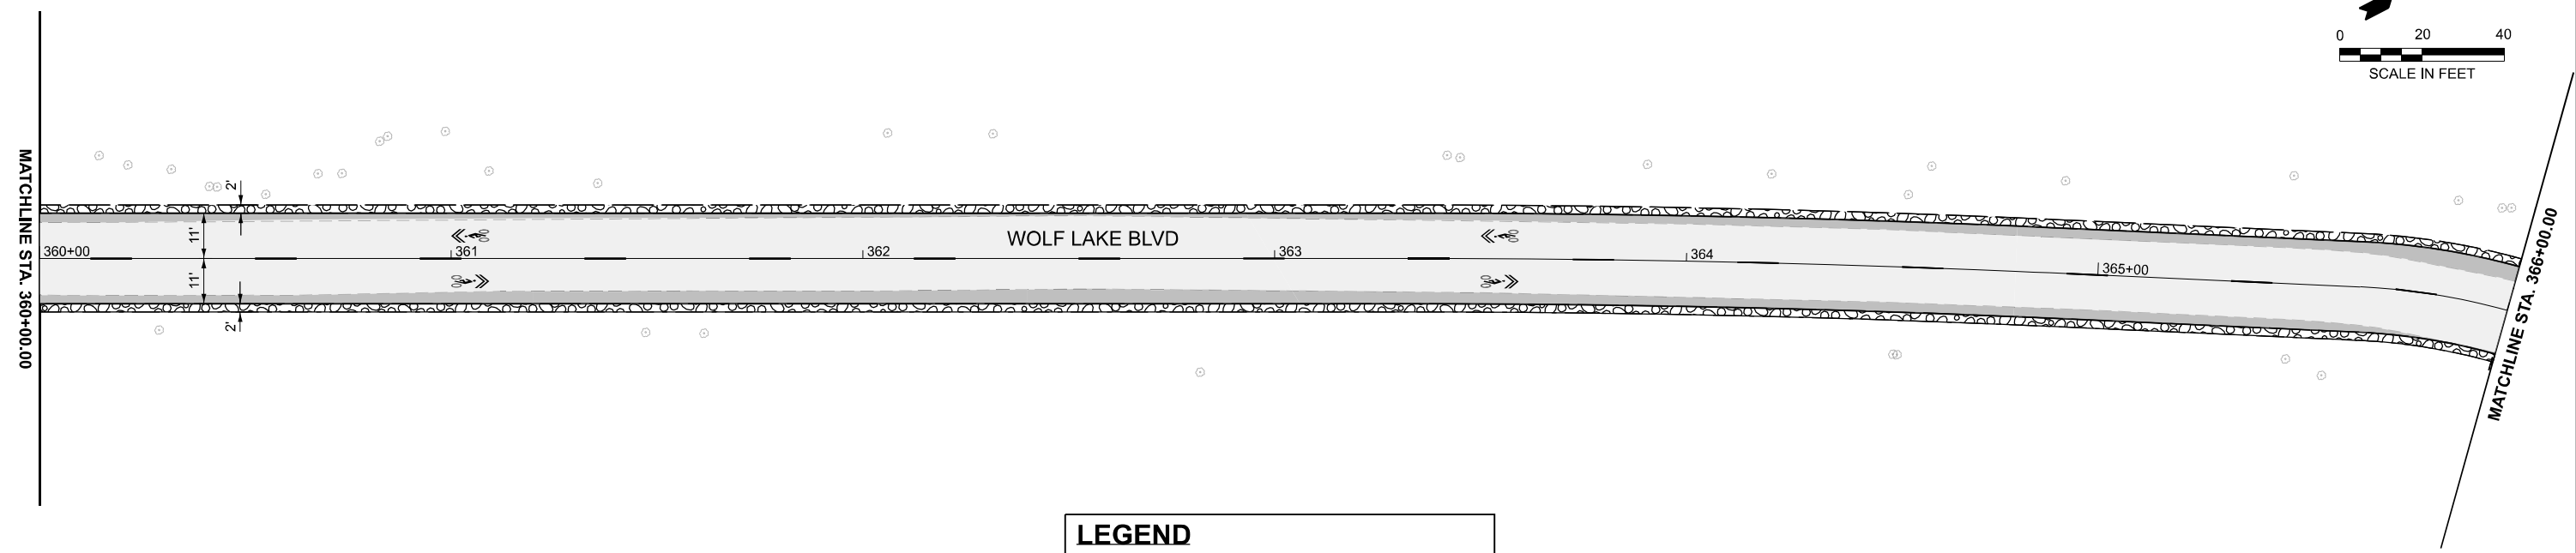 0 20 40
SCALE IN FEET
MATCHLINE STA. 360+00.00
2'
11'
11'
2'
360+00 361 362 363 364 365+00
WOLF LAKE BLVD
MATCHLINE STA. 366+00.00
LEGEND